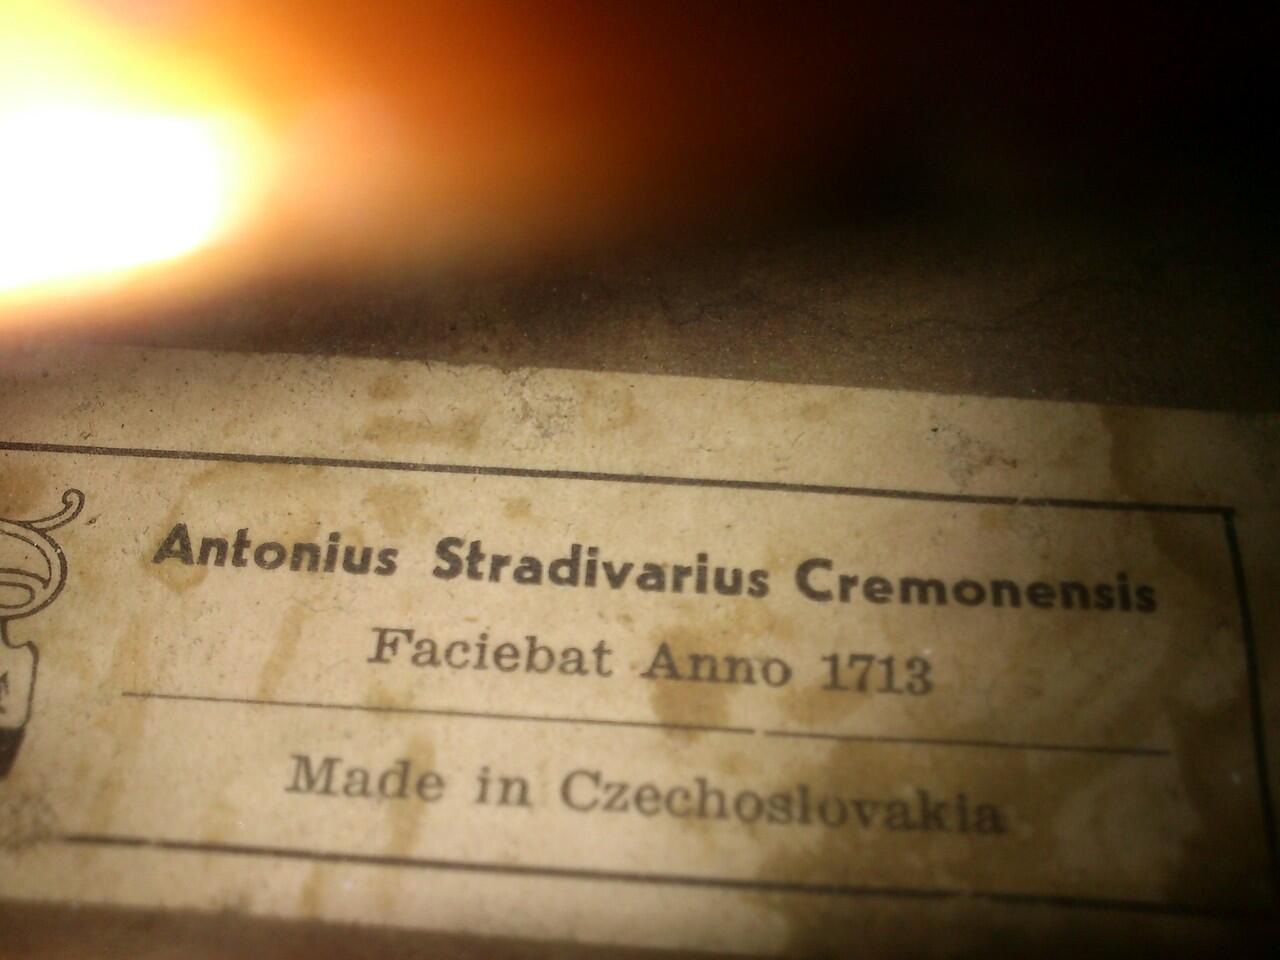 Antonius Stradivarius Cremonensis
Faciebat Anno 1713
Made in Czechoslovakia